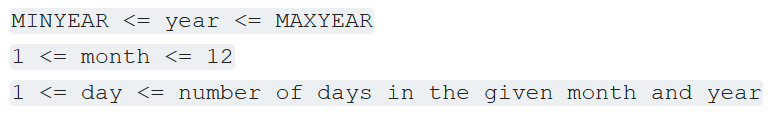 MINYEAR <= year <= MAXYEAR
1 <= month <= 12
1 <= day <= number of days in the given month and year